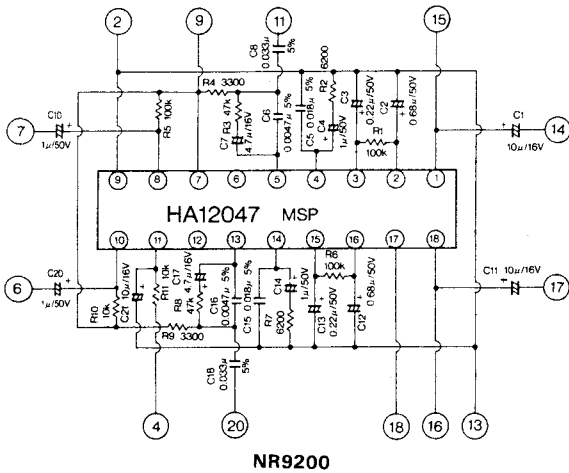 2 9 11 15
C8
0.033μ
5%
R4 3300
R2
6200
C10
7
1μ/50V
100k
R5
47k
R3
C7
4.7μ/16V
C6
0.0047μ 5%
0.018μ 5%
C5
C4
1μ/50V
C3
0.22μ/50V
C2
0.68μ/50V
R1
100k
C1
10μ/16V
14
9 8 7 6 5 4 3 2 1
HA12047 MSP
10 11 12 13 14 15 16 17 18
C20
6
1μ/50V
R10
10k
C21 10μ/16V
R11 10k
R8
47k
C17
4.7μ/16V
C16
0.0047μ 5%
C15 0.018μ 5%
R7
6200
C14
1μ/50V
R6
100k
C13
0.22μ/50V
C12
0.68μ/50V
C11 10μ/16V
17
R9 3300
C18
0.033μ
5%
4 20 18 16 13
NR9200